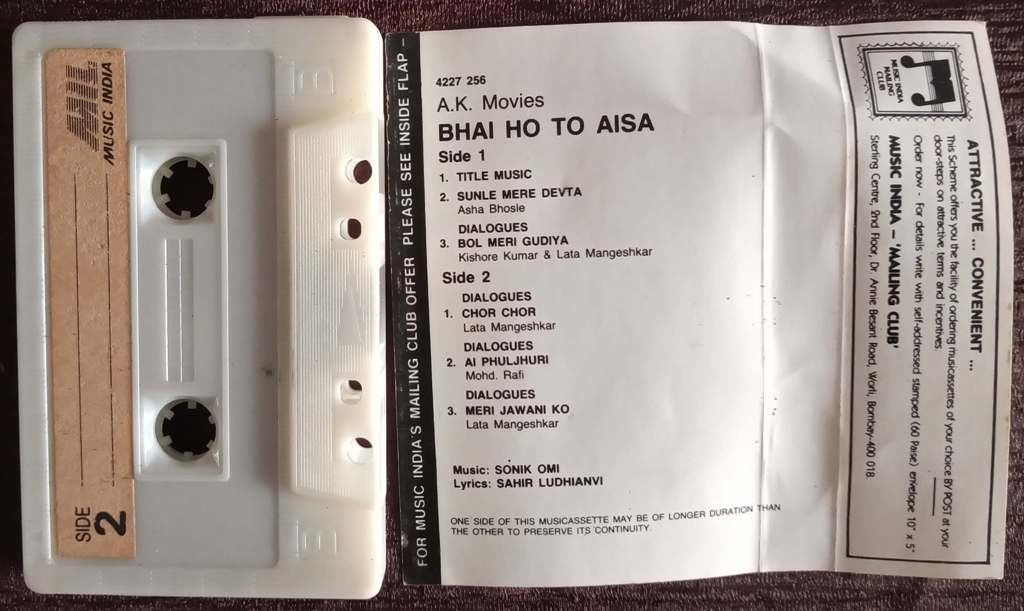 MIL
MUSIC INDIA
SIDE
2
FOR MUSIC INDIA'S MAILING CLUB OFFER PLEASE SEE INSIDE FLAP -
4227 256
A.K. Movies
BHAI HO TO AISA
Side 1
1. TITLE MUSIC
2. SUNLE MERE DEVTA
Asha Bhosle
DIALOGUES
3. BOL MERI GUDIYA
Kishore Kumar & Lata Mangeshkar
Side 2
DIALOGUES
1. CHOR CHOR
Lata Mangeshkar
DIALOGUES
2. AI PHULJHURI
Mohd. Rafi
DIALOGUES
3. MERI JAWANI KO
Lata Mangeshkar
Music: SONIK OMI
Lyrics: SAHIR LUDHIANVI
ONE SIDE OF THIS MUSICASSETTE MAY BE OF LONGER DURATION THAN
THE OTHER TO PRESERVE ITS CONTINUITY.
MUSIC INDIA
MAILING
CLUB
ATTRACTIVE ... CONVENIENT ...
This Scheme offers you the facility of ordering musicassettes of your choice BY POST at your
door-steps on attractive terms and incentives.
Order now - For details write with self-addressed stamped (60 Paise) envelope 10" x 5"
MUSIC INDIA – 'MAILING CLUB'
Sterling Centre, 2nd Floor, Dr. Annie Besant Road, Worli, Bombay-400 018.